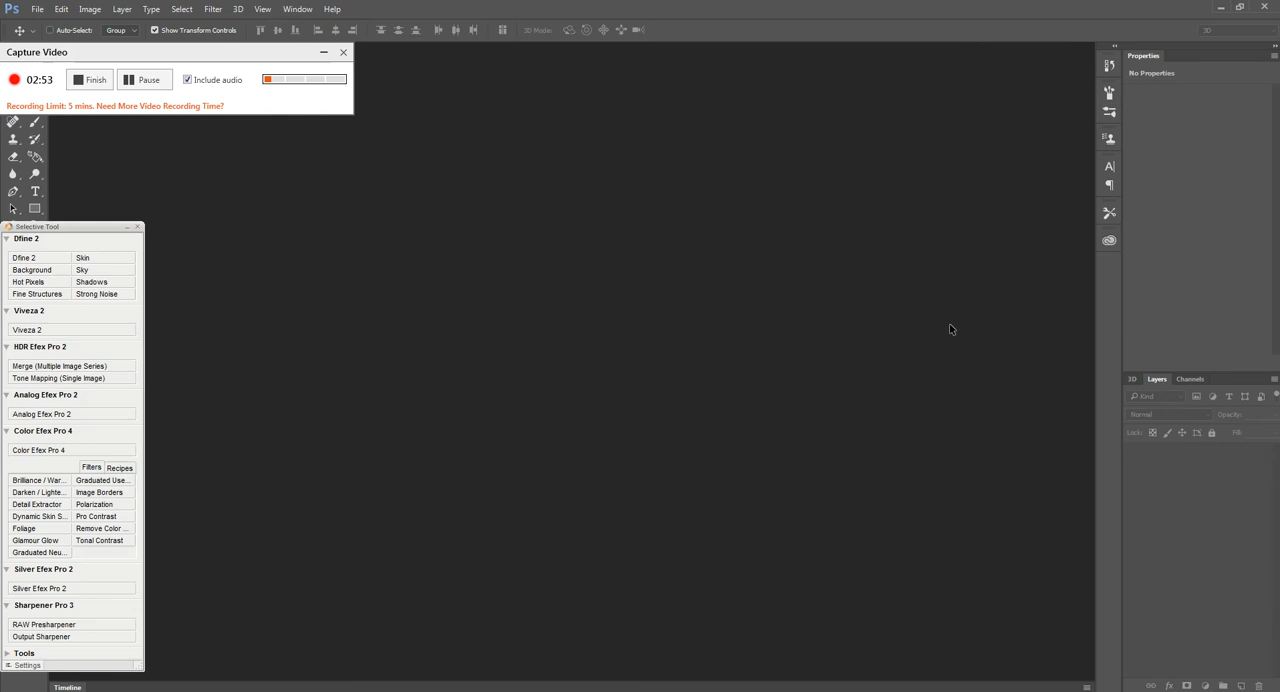 Ps File Edit Image Layer Type Select Filter 3D View Window Help
Auto-Select: Group Show Transform Controls 3D Mode: 3D
Capture Video
02:53 Finish Pause Include audio
Recording Limit: 5 mins. Need More Video Recording Time?
Properties
No Properties
Selective Tool
Dfine 2
Dfine 2 Skin
Background Sky
Hot Pixels Shadows
Fine Structures Strong Noise
Viveza 2
Viveza 2
HDR Efex Pro 2
Merge (Multiple Image Series)
Tone Mapping (Single Image)
Analog Efex Pro 2
Analog Efex Pro 2
Color Efex Pro 4
Color Efex Pro 4
Filters Recipes
Brilliance / War... Graduated Use...
Darken / Lighte... Image Borders
Detail Extractor Polarization
Dynamic Skin S... Pro Contrast
Foliage Remove Color ...
Glamour Glow Tonal Contrast
Graduated Neu...
Silver Efex Pro 2
Silver Efex Pro 2
Sharpener Pro 3
RAW Presharpener
Output Sharpener
Tools
Settings
3D Layers Channels
Kind
Normal Opacity:
Lock: Fill:
Timeline